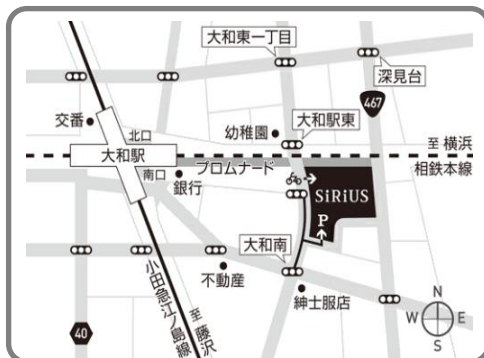 大和東一丁目
深見台
467
交番
北口
幼稚園
大和駅東
至 横浜
大和駅
プロムナード
相鉄本線
南口
銀行
SiRiUS
P
大和南
不動産
紳士服店
小田急江ノ島線
至 藤沢
40
N
W E
S